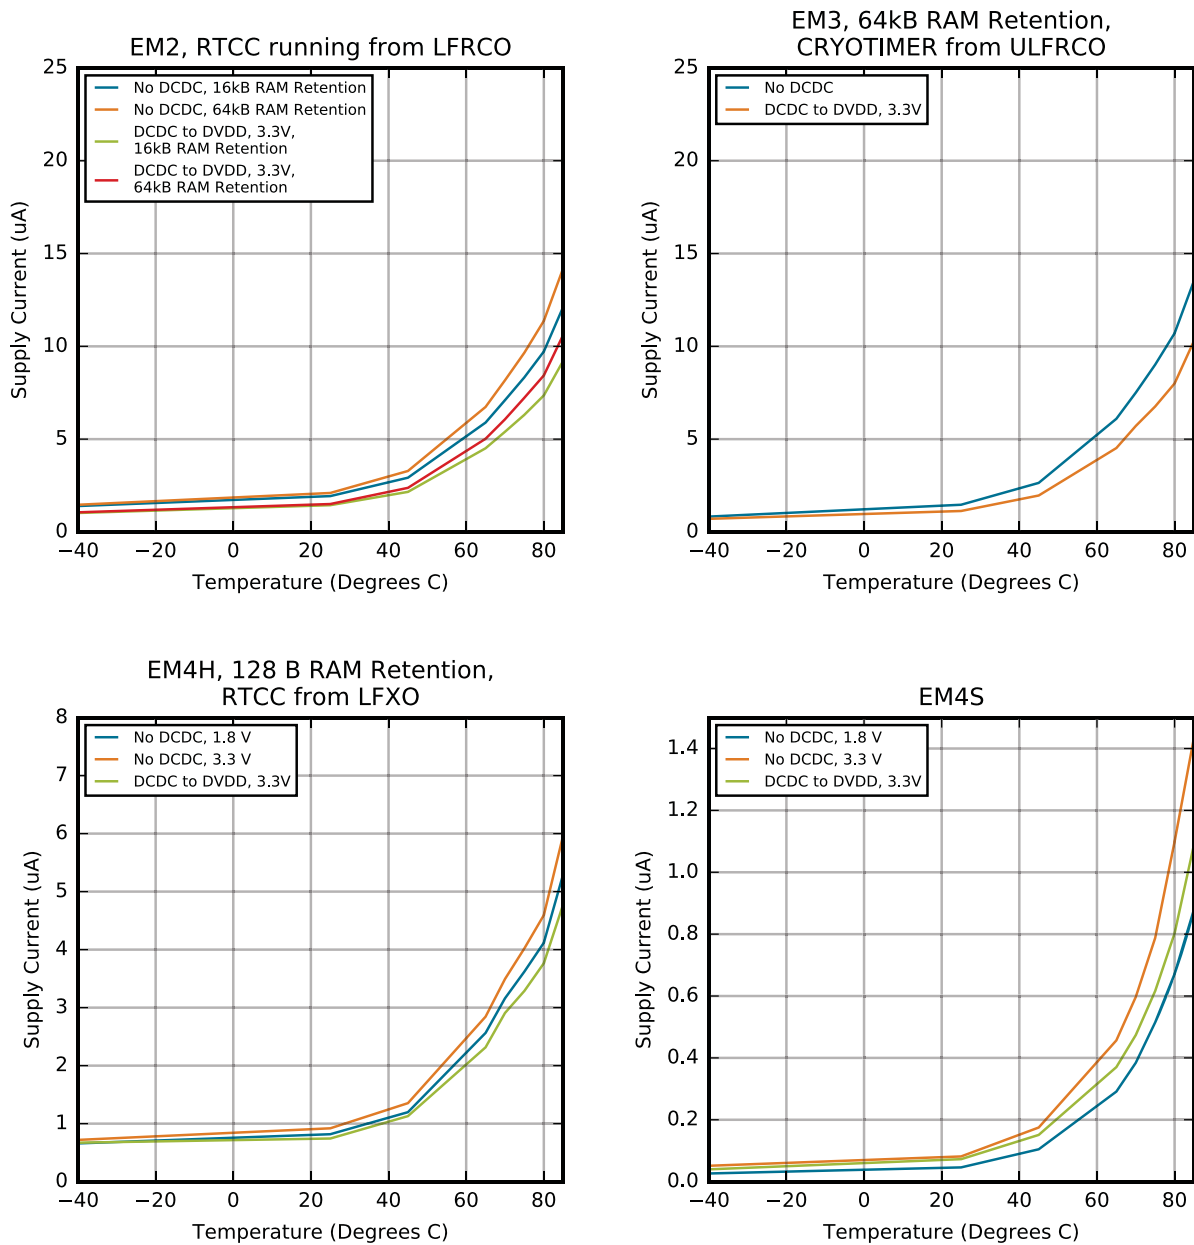 EM2, RTCC running from LFRCO
25
20
15
10
5
0
Supply Current (uA)
No DCDC, 16kB RAM Retention
No DCDC, 64kB RAM Retention
DCDC to DVDD, 3.3V,
16kB RAM Retention
DCDC to DVDD, 3.3V,
64kB RAM Retention
−40 −20 0 20 40 60 80
Temperature (Degrees C)
EM3, 64kB RAM Retention,
CRYOTIMER from ULFRCO
25
20
15
10
5
0
Supply Current (uA)
No DCDC
DCDC to DVDD, 3.3V
−40 −20 0 20 40 60 80
Temperature (Degrees C)
EM4H, 128 B RAM Retention,
RTCC from LFXO
8
7
6
5
4
3
2
1
0
Supply Current (uA)
No DCDC, 1.8 V
No DCDC, 3.3 V
DCDC to DVDD, 3.3V
−40 −20 0 20 40 60 80
Temperature (Degrees C)
EM4S
1.4
1.2
1.0
0.8
0.6
0.4
0.2
0.0
Supply Current (uA)
No DCDC, 1.8 V
No DCDC, 3.3 V
DCDC to DVDD, 3.3V
−40 −20 0 20 40 60 80
Temperature (Degrees C)